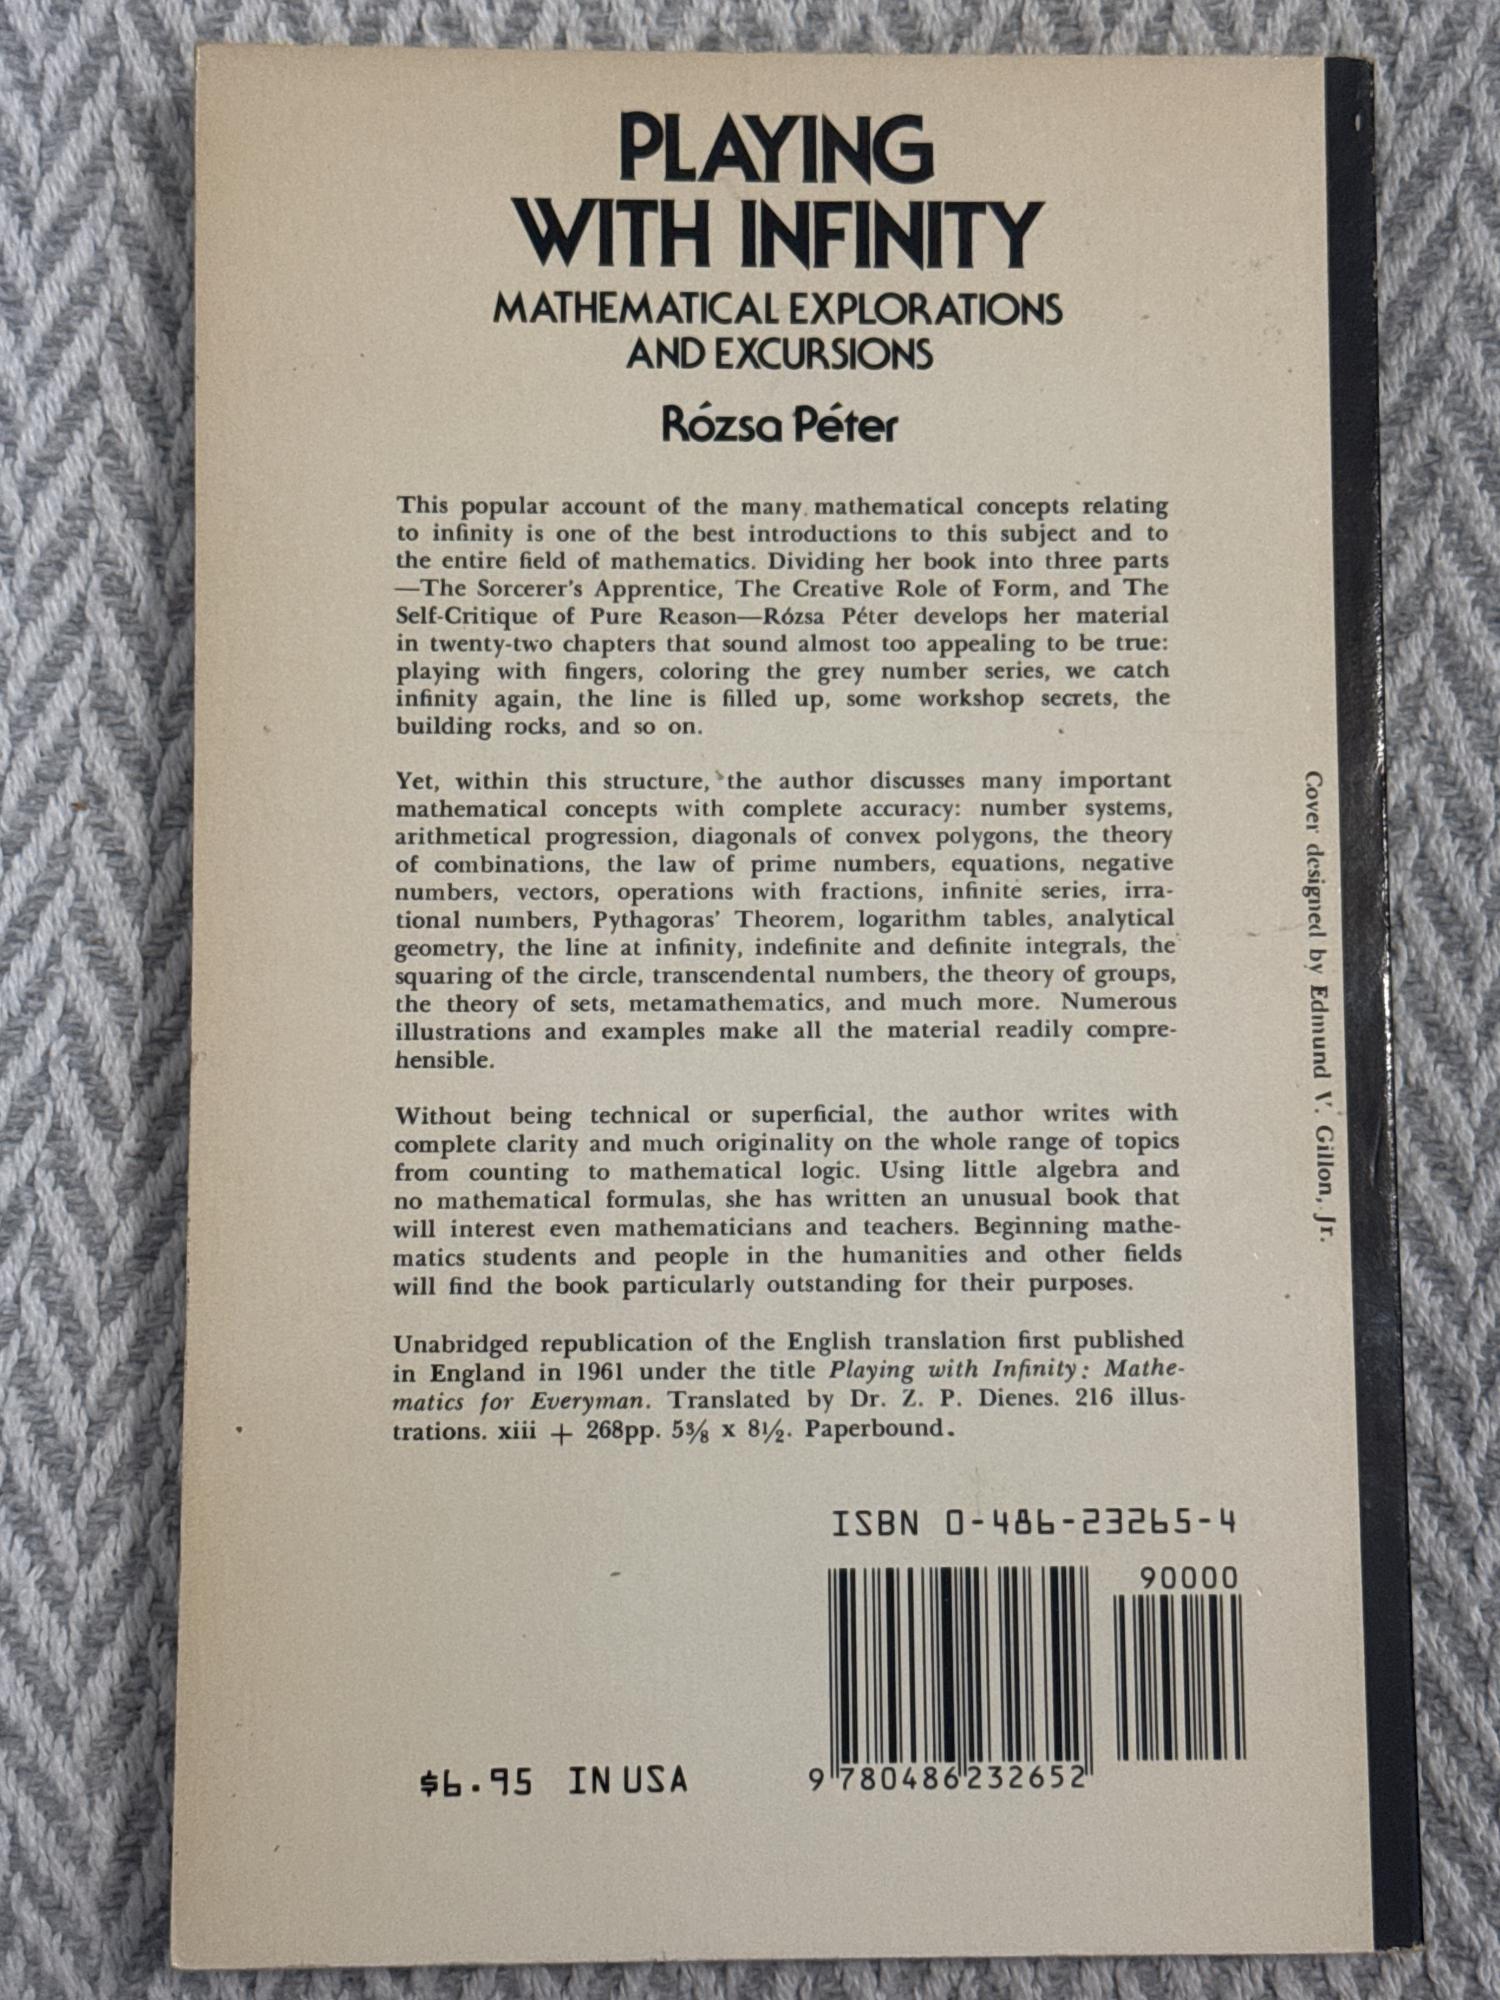 PLAYING
WITH INFINITY
MATHEMATICAL EXPLORATIONS
AND EXCURSIONS
Rózsa Péter
This popular account of the many mathematical concepts relating
to infinity is one of the best introductions to this subject and to
the entire field of mathematics. Dividing her book into three parts
—The Sorcerer's Apprentice, The Creative Role of Form, and The
Self-Critique of Pure Reason—Rózsa Péter develops her material
in twenty-two chapters that sound almost too appealing to be true:
playing with fingers, coloring the grey number series, we catch
infinity again, the line is filled up, some workshop secrets, the
building rocks, and so on.
Yet, within this structure, the author discusses many important
mathematical concepts with complete accuracy: number systems,
arithmetical progression, diagonals of convex polygons, the theory
of combinations, the law of prime numbers, equations, negative
numbers, vectors, operations with fractions, infinite series, irra-
tional numbers, Pythagoras' Theorem, logarithm tables, analytical
geometry, the line at infinity, indefinite and definite integrals, the
squaring of the circle, transcendental numbers, the theory of groups,
the theory of sets, metamathematics, and much more. Numerous
illustrations and examples make all the material readily compre-
hensible.
Without being technical or superficial, the author writes with
complete clarity and much originality on the whole range of topics
from counting to mathematical logic. Using little algebra and
no mathematical formulas, she has written an unusual book that
will interest even mathematicians and teachers. Beginning mathe-
matics students and people in the humanities and other fields
will find the book particularly outstanding for their purposes.
Unabridged republication of the English translation first published
in England in 1961 under the title Playing with Infinity: Mathe-
matics for Everyman. Translated by Dr. Z. P. Dienes. 216 illus-
trations. xiii + 268pp. 5⅜ x 8½. Paperbound.
Cover designed by Edmund V. Gillon, Jr.
ISBN 0-486-23265-4
90000
9 780486 232652
$6.95 IN USA